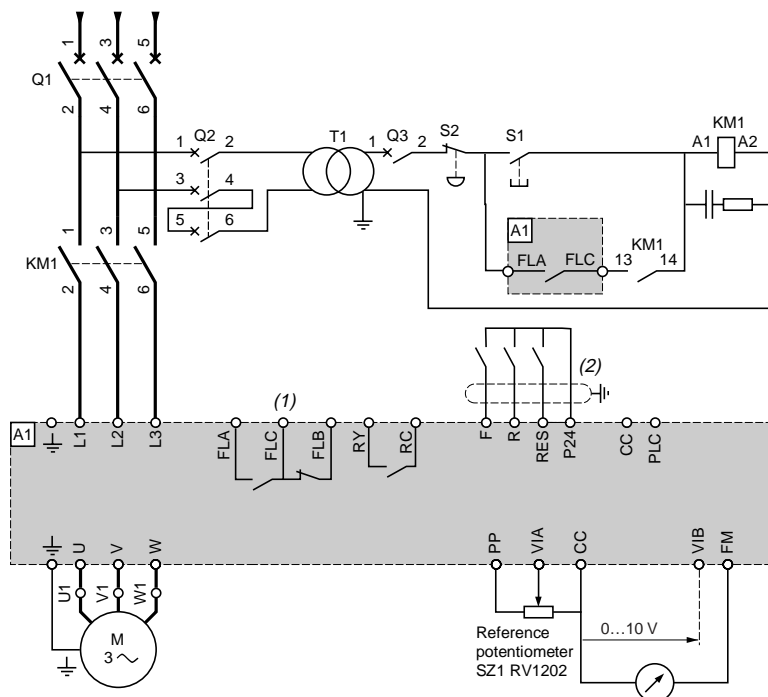 1 3 5
Q1
2 4 6
1 Q2 2
3 4
5 6
T1
1 Q3 2
S2
S1
KM1
A1 A2
A1
FLA FLC
KM1
13 14
1 3 5
KM1
2 4 6
(1)
(2)
A1
L1 L2 L3
FLA FLC FLB RY RC
F R RES P24 CC PLC
U V W
PP VIA CC VIB FM
U1 V1 W1
M
3
0...10 V
Reference
potentiometer
SZ1 RV1202